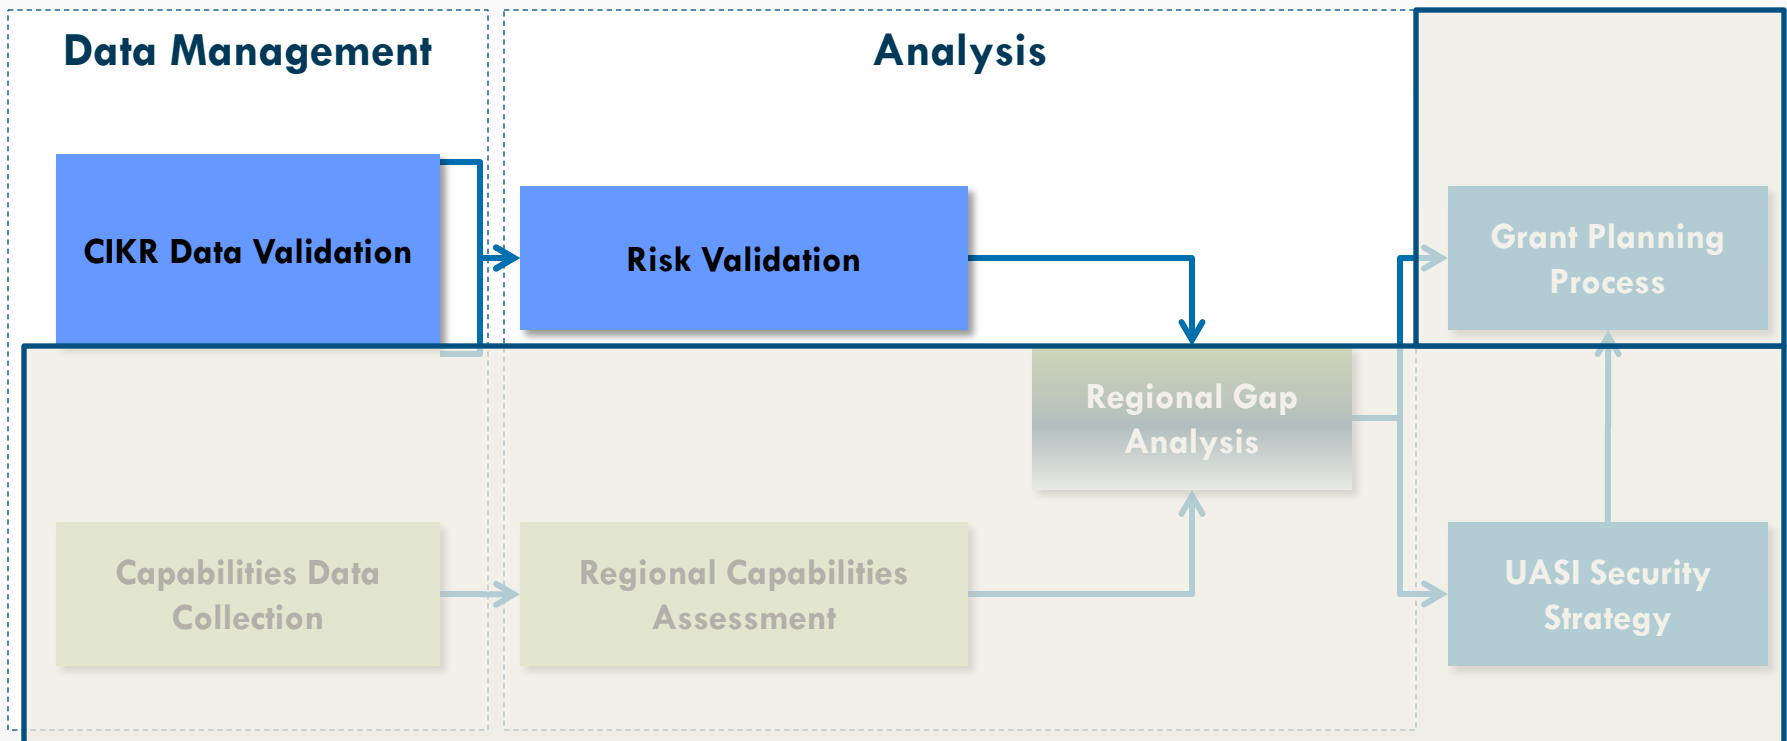 Data Management
Analysis
CIKR Data Validation
Risk Validation
Grant Planning
Process
Regional Gap
Analysis
Capabilities Data
Collection
Regional Capabilities
Assessment
UASI Security
Strategy